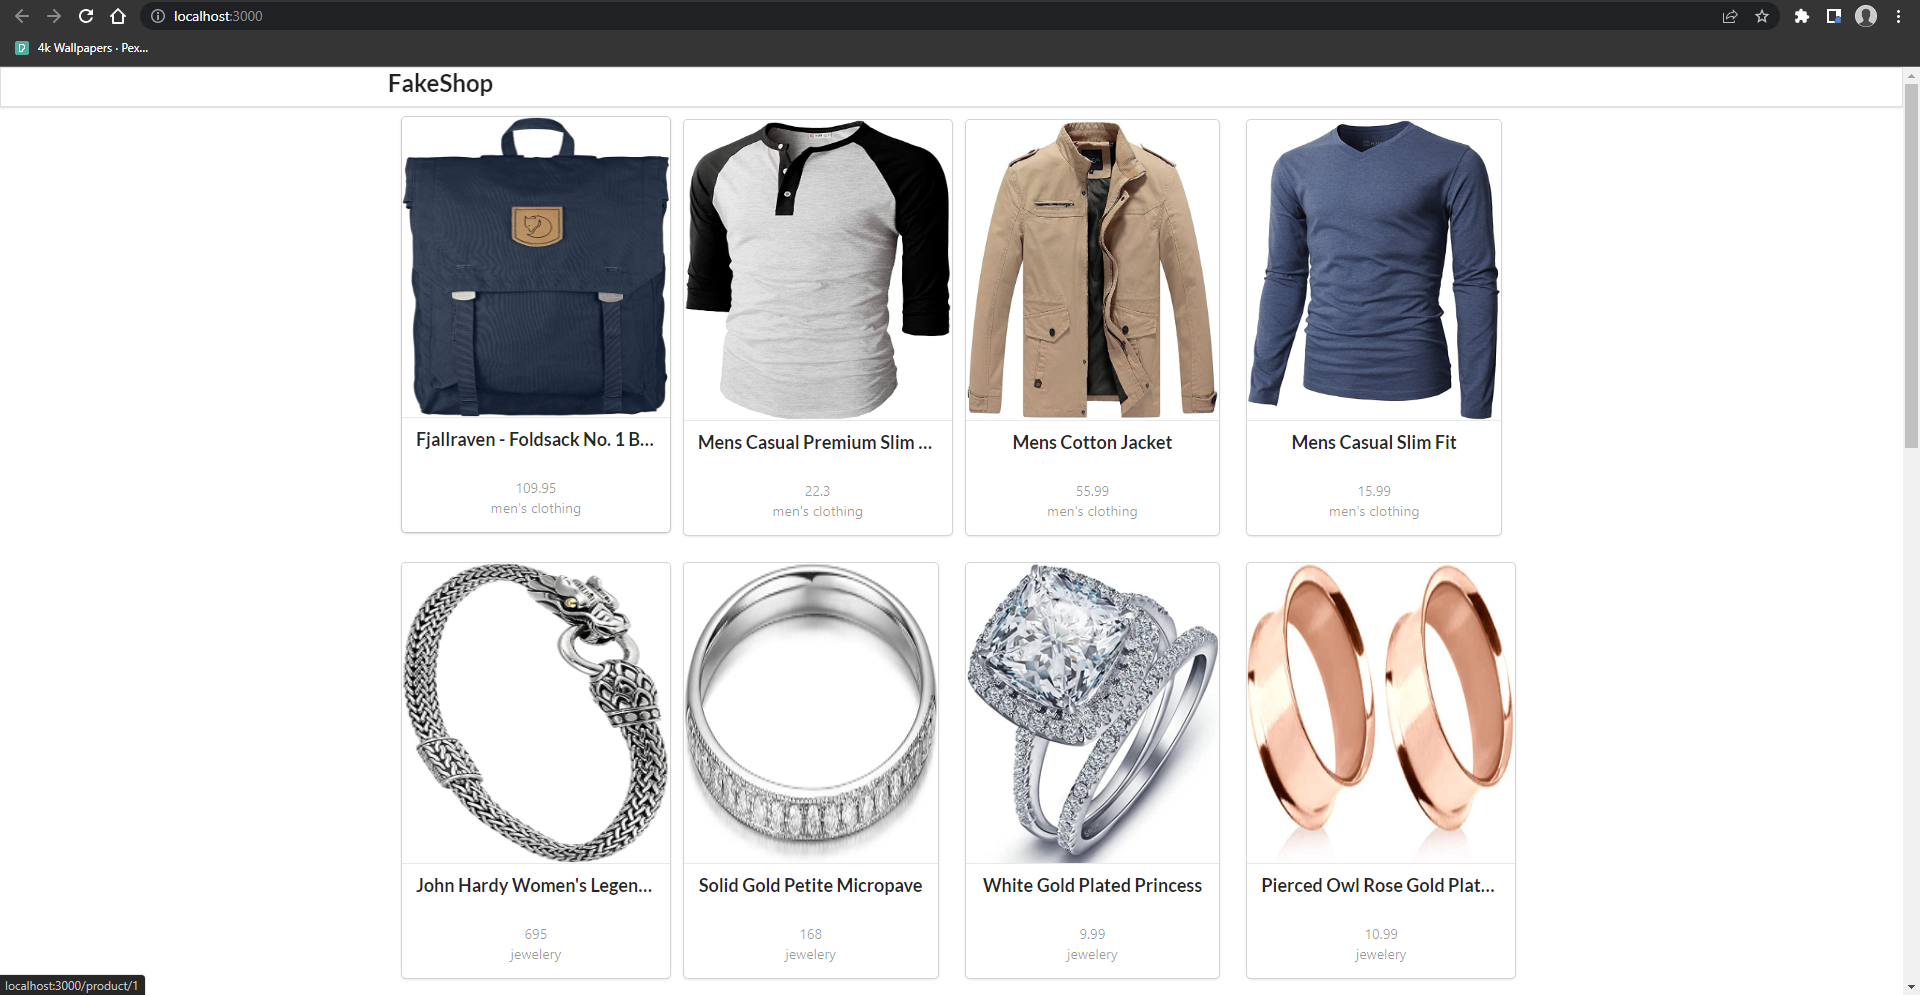 localhost:3000
4k Wallpapers · Pex...
FakeShop
Fjallraven - Foldsack No. 1 B...
109.95
men's clothing
Mens Casual Premium Slim ...
22.3
men's clothing
Mens Cotton Jacket
55.99
men's clothing
Mens Casual Slim Fit
15.99
men's clothing
John Hardy Women's Legen...
695
jewelery
Solid Gold Petite Micropave
168
jewelery
White Gold Plated Princess
9.99
jewelery
Pierced Owl Rose Gold Plat...
10.99
jewelery
localhost:3000/product/1